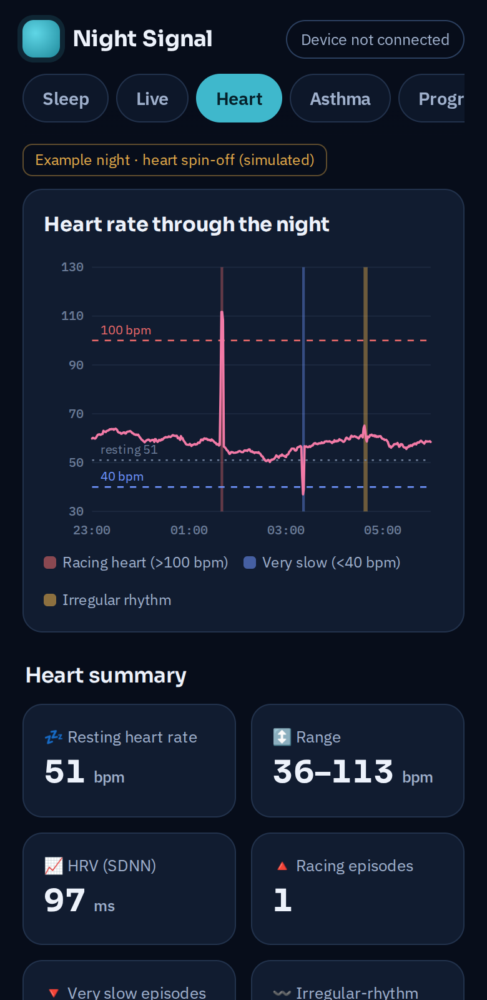 Night Signal
Device not connected
Sleep
Live
Heart
Asthma
Progr
Example night · heart spin-off (simulated)
Heart rate through the night
130
110
100 bpm
90
70
resting 51
50
40 bpm
30
23:00 01:00 03:00 05:00
Racing heart (>100 bpm)
Very slow (<40 bpm)
Irregular rhythm
Heart summary
💤 Resting heart rate
51 bpm
↕️ Range
36–113 bpm
📈 HRV (SDNN)
97 ms
🔺 Racing episodes
1
🔻 Very slow episodes
〰️ Irregular-rhythm